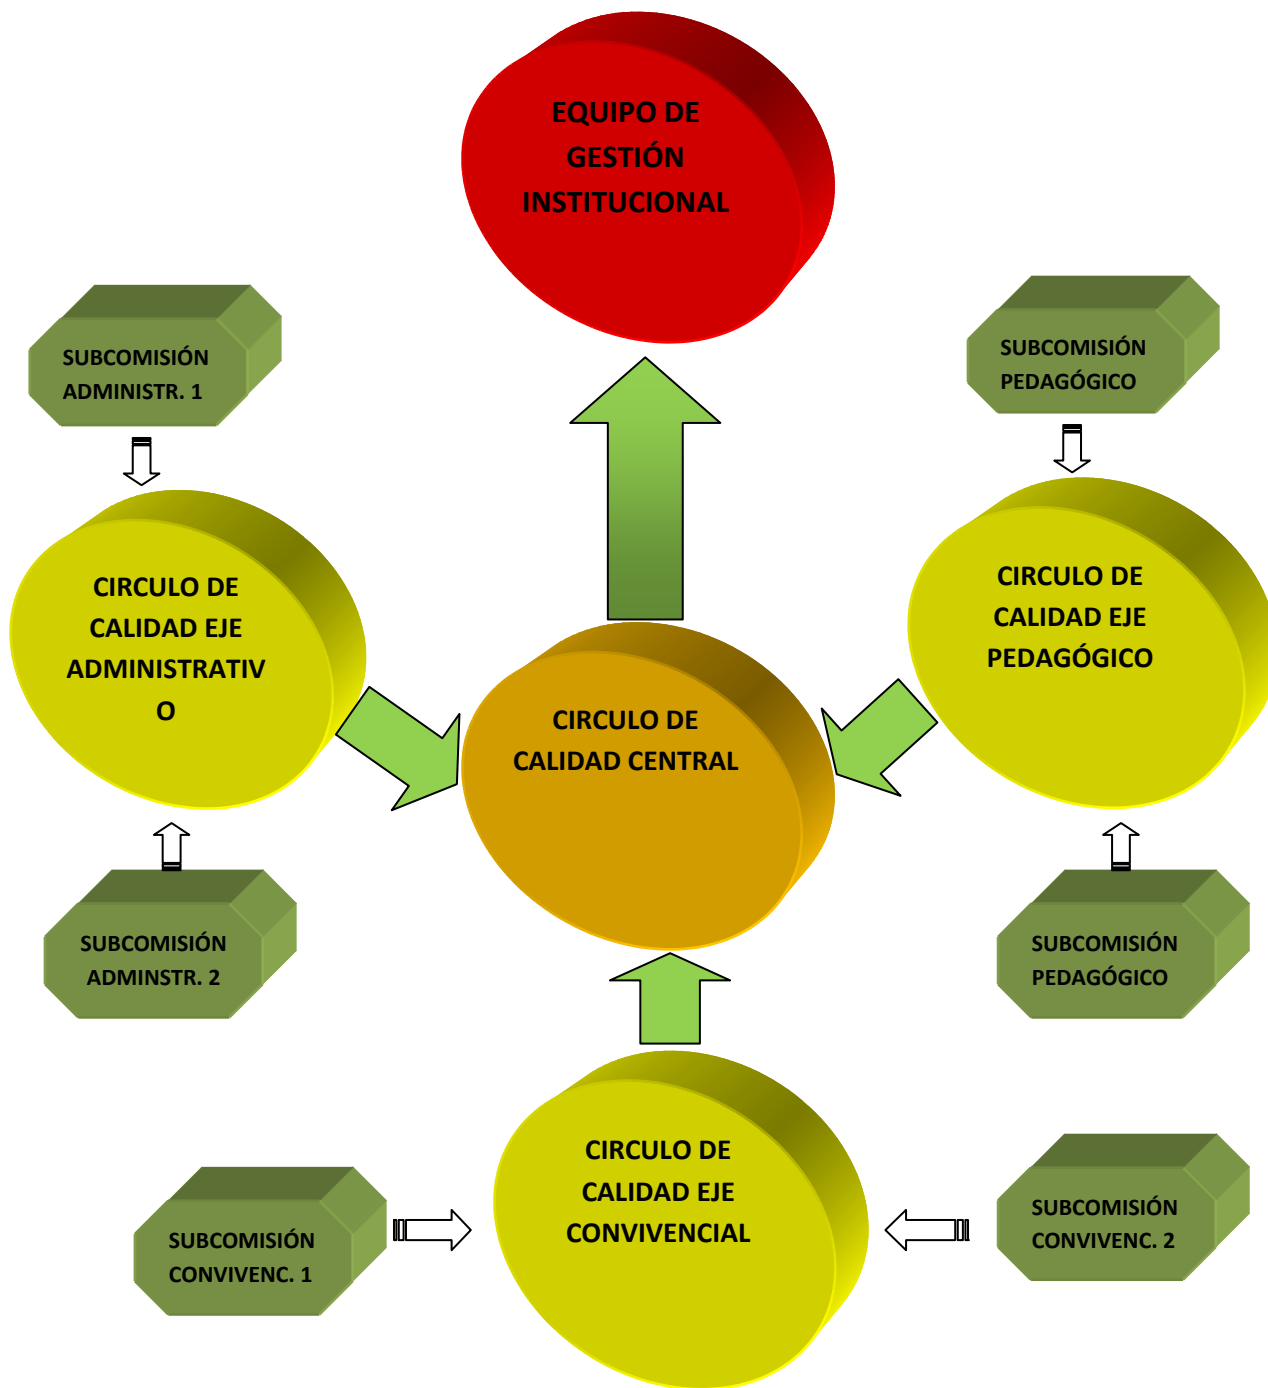 EQUIPO DE
GESTIÓN
INSTITUCIONAL
SUBCOMISIÓN
ADMINISTR. 1
SUBCOMISIÓN
PEDAGÓGICO
CIRCULO DE
CALIDAD EJE
ADMINISTRATIV
O
CIRCULO DE
CALIDAD EJE
PEDAGÓGICO
CIRCULO DE
CALIDAD CENTRAL
SUBCOMISIÓN
ADMINSTR. 2
SUBCOMISIÓN
PEDAGÓGICO
CIRCULO DE
CALIDAD EJE
CONVIVENCIAL
SUBCOMISIÓN
CONVIVENC. 1
SUBCOMISIÓN
CONVIVENC. 2